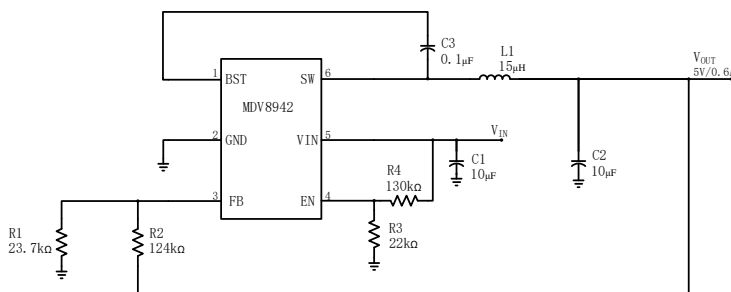 C3
0.1μF
L1
15μH
VOUT
5V/0.6A
1 BST
SW 6
MDV8942
2 GND
VIN 5
VIN
C1
10μF
C2
10μF
R4
130kΩ
3 FB
EN 4
R1
23.7kΩ
R2
124kΩ
R3
22kΩ